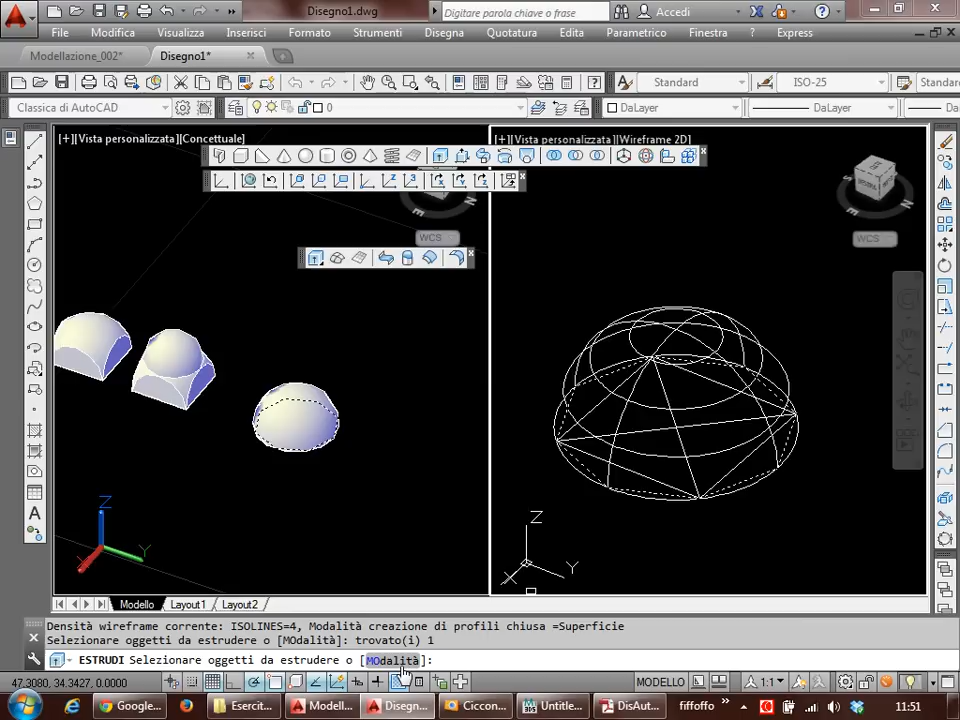 Disegno1.dwg
Digitare parola chiave o frase
Accedi
File Modifica Visualizza Inserisci Formato Strumenti Disegna Quotatura Edita Parametrico Finestra ? Express
Modellazione_002*
Disegno1*
Standard
ISO-25
Standard
Classica di AutoCAD
0
DaLayer
DaLayer
[+][Vista personalizzata][Concettuale]
[+][Vista personalizzata][Wireframe 2D]
WCS
WCS
Z
Y
X
Z
Y
X
Modello Layout1 Layout2
Densità wireframe corrente: ISOLINES=4, Modalità creazione di profili chiusa =Superficie
Selezionare oggetti da estrudere o [MOdalità]: trovato(i) 1
ESTRUDI Selezionare oggetti da estrudere o [MOdalità]:
47.3080, 34.3427, 0.0000
MODELLO
1:1
Google...
Esercit...
Modell...
Disegn...
Ciccon...
Untitle...
DisAut...
fiffoffo
11:51